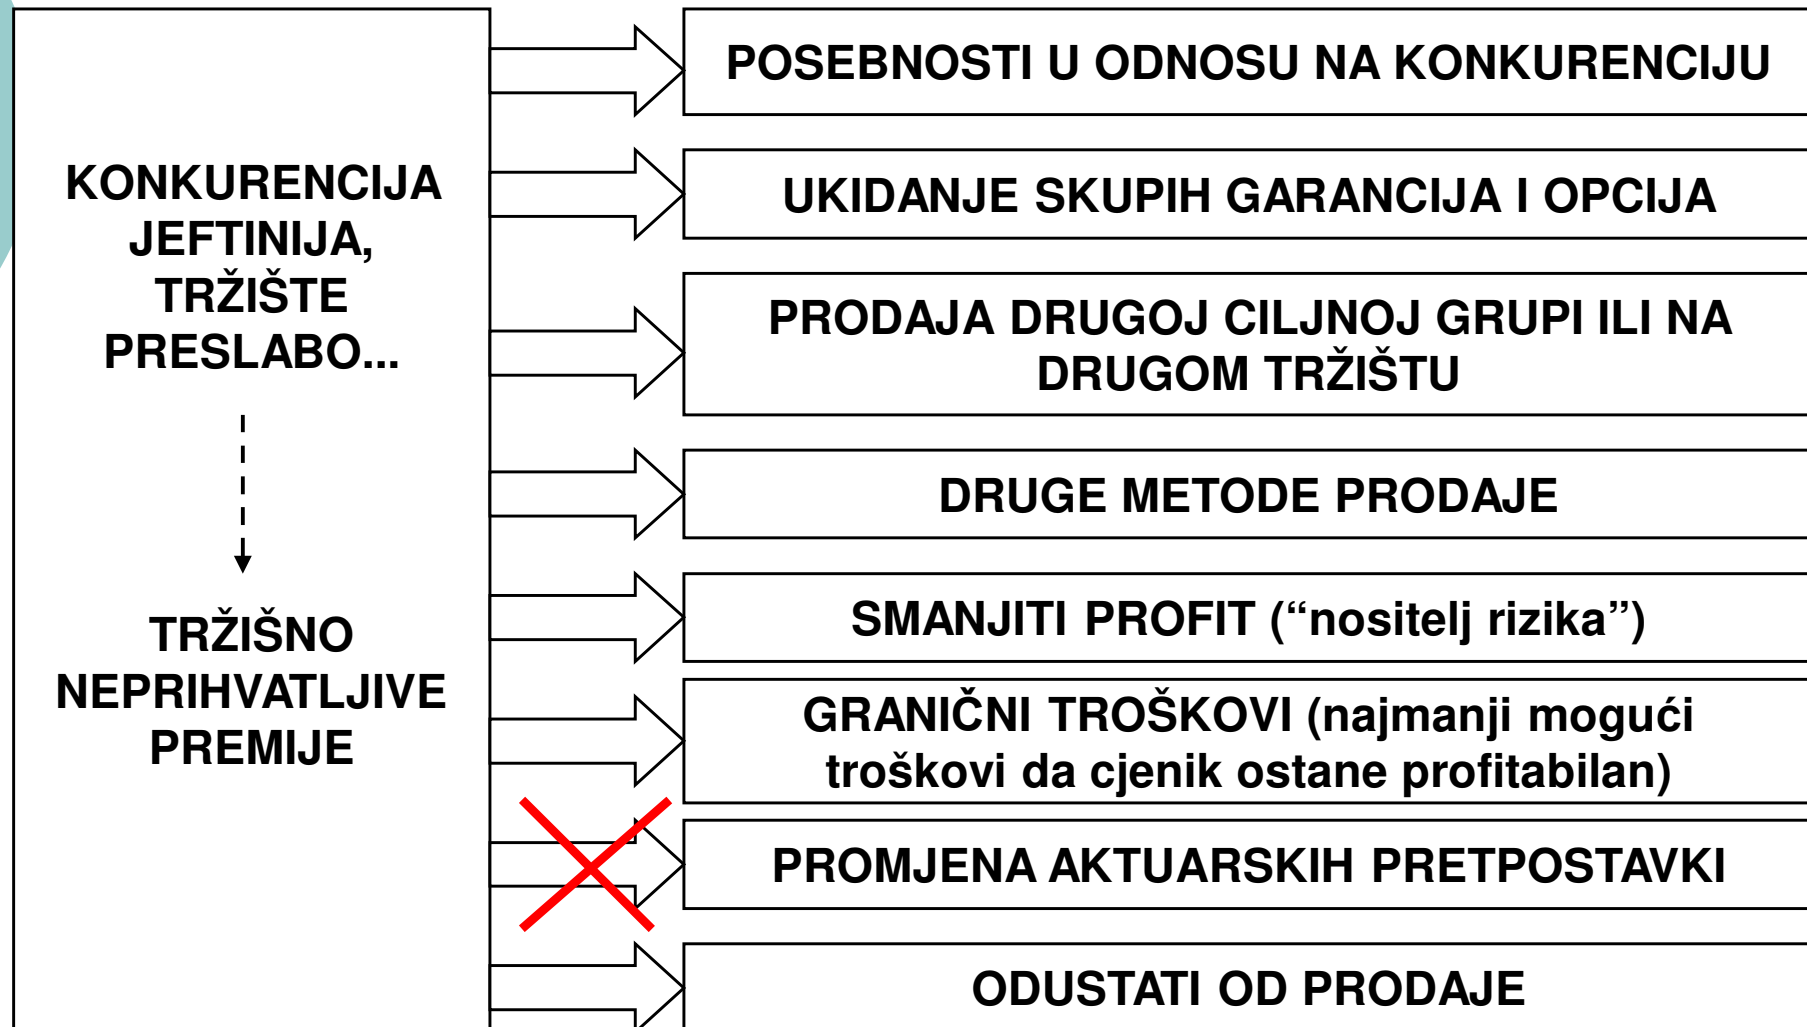 KONKURENCIJA
JEFTINIJA,
TRŽIŠTE
PRESLABO...
TRŽIŠNO
NEPRIHVATLJIVE
PREMIJE
POSEBNOSTI U ODNOSU NA KONKURENCIJU
UKIDANJE SKUPIH GARANCIJA I OPCIJA
PRODAJA DRUGOJ CILJNOJ GRUPI ILI NA
DRUGOM TRŽIŠTU
DRUGE METODE PRODAJE
SMANJITI PROFIT (“nositelj rizika”)
GRANIČNI TROŠKOVI (najmanji mogući
troškovi da cjenik ostane profitabilan)
PROMJENA AKTUARSKIH PRETPOSTAVKI
ODUSTATI OD PRODAJE